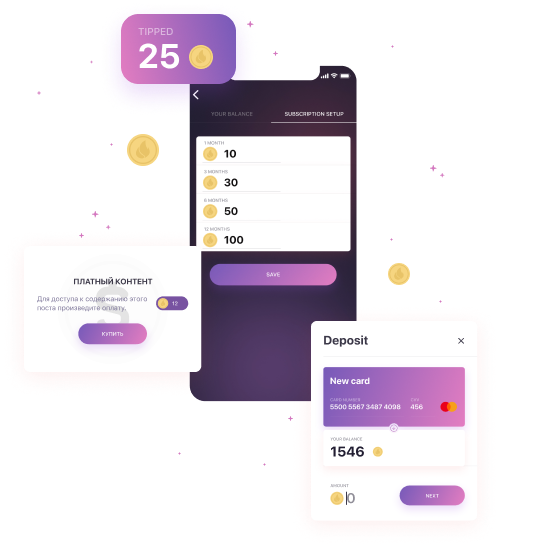 TIPPED
25
YOUR BALANCE
SUBSCRIPTION SETUP
1 MONTH
10
3 MONTHS
30
6 MONTHS
50
12 MONTHS
100
SAVE
ПЛАТНЫЙ КОНТЕНТ
Для доступа к содержанию этого
поста произведите оплату.
12
КУПИТЬ
Deposit
New card
CARD NUMBER
5500 5567 3487 4098
456
YOUR BALANCE
1546
AMOUNT
0
NEXT